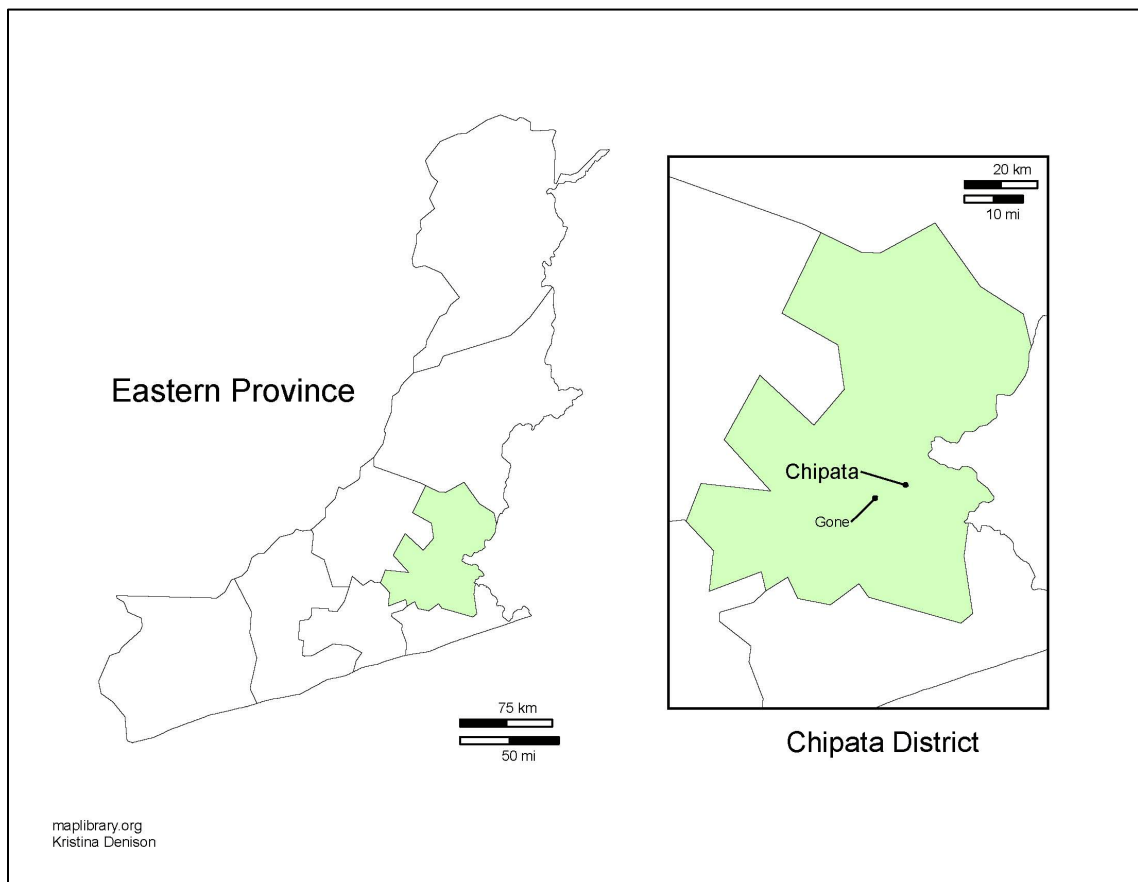 Eastern Province
75 km
50 mi
20 km
10 mi
Chipata
Gone
Chipata District
maplibrary.org
Kristina Denison